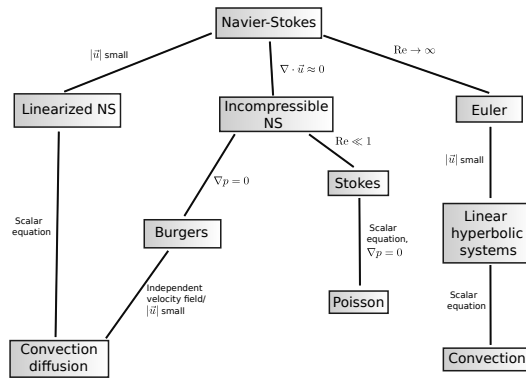 Navier-Stokes
|u⃗| small
∇ · u⃗ ≈ 0
Re → ∞
Linearized NS
Incompressible
NS
Euler
Re ≪ 1
|u⃗| small
∇p = 0
Stokes
Scalar
equation
Burgers
Scalar
equation,
∇p = 0
Linear
hyperbolic
systems
Independent
velocity field/
|u⃗| small
Poisson
Scalar
equation
Convection
diffusion
Convection